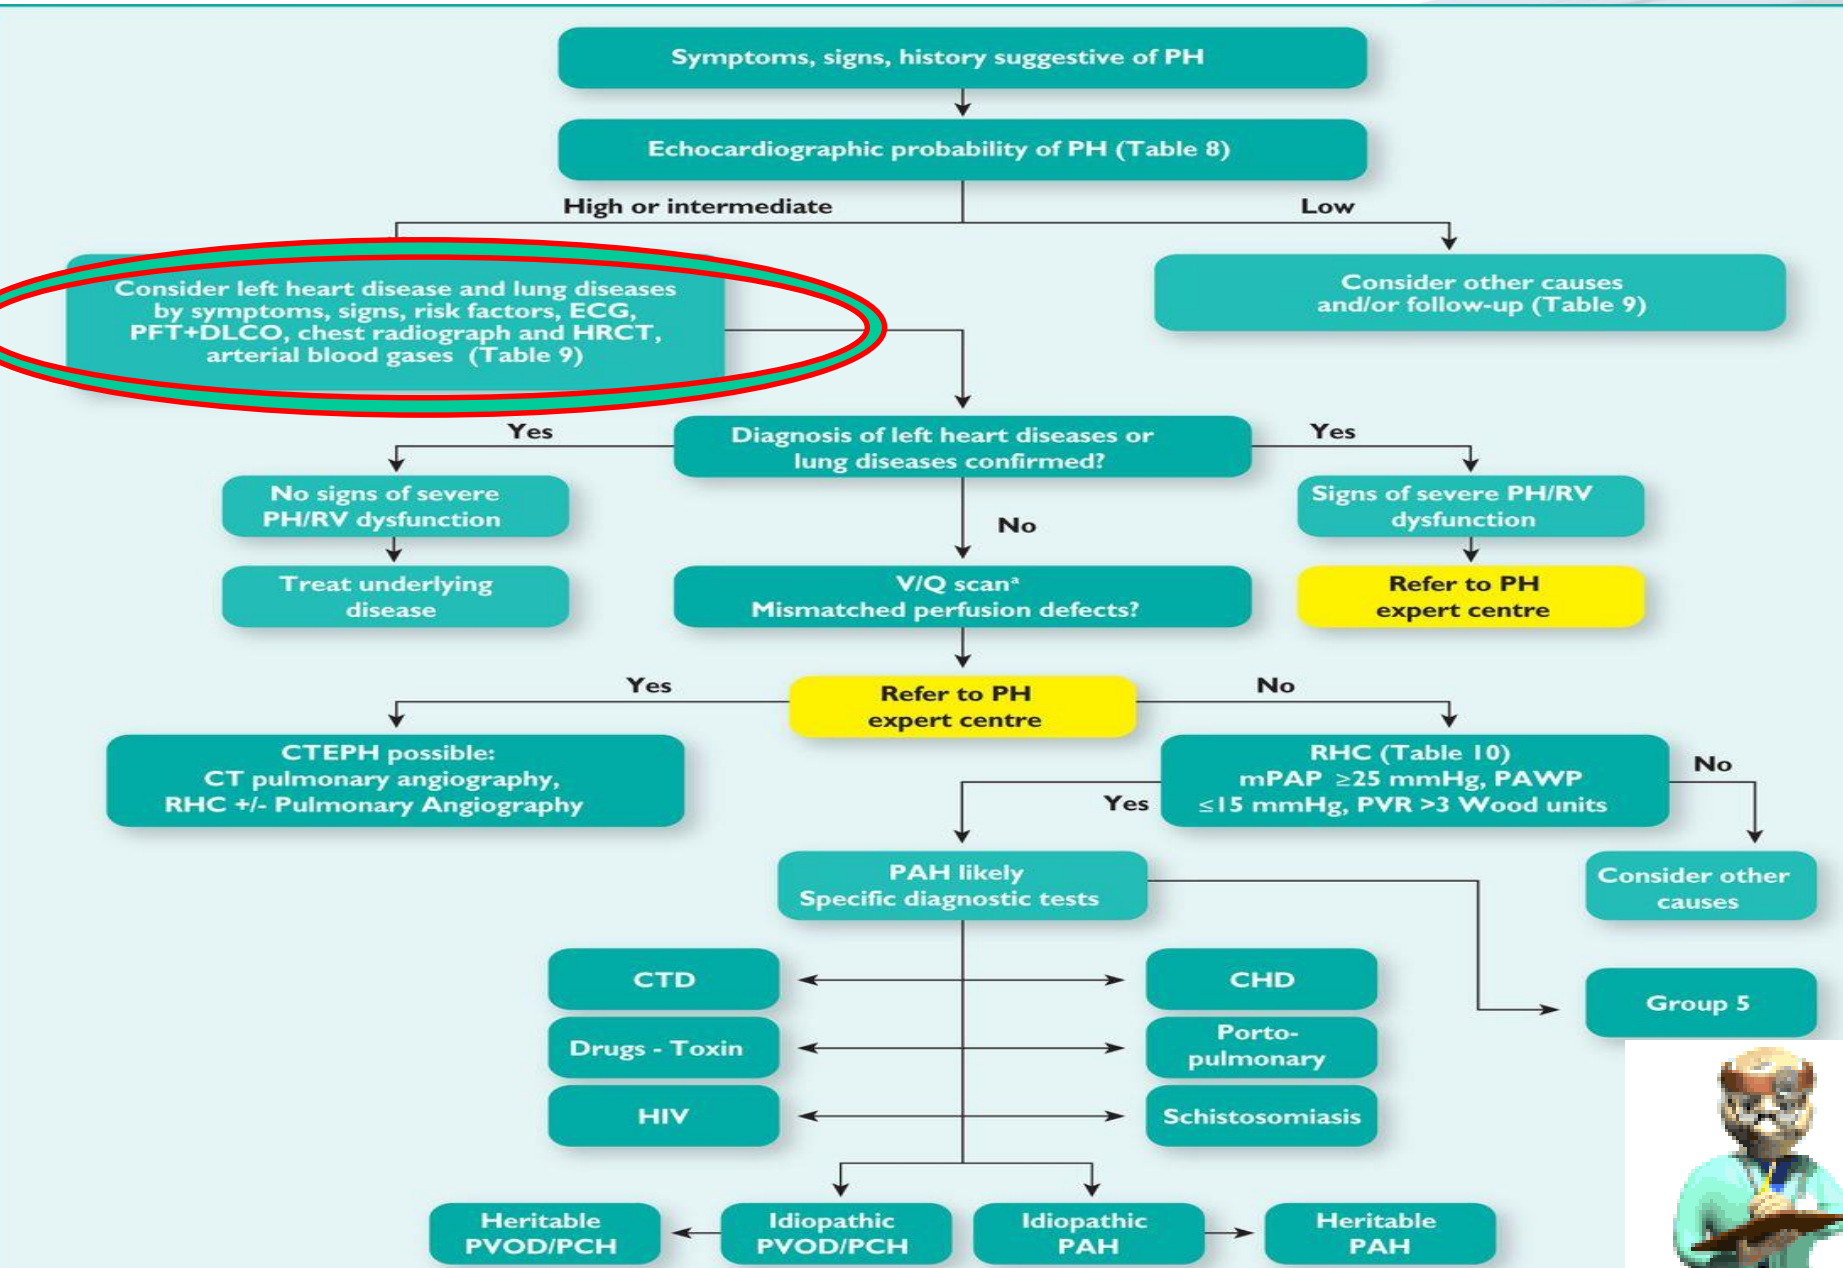 Symptoms, signs, history suggestive of PH
Echocardiographic probability of PH (Table 8)
High or intermediate
Low
Consider left heart disease and lung diseases
by symptoms, signs, risk factors, ECG,
PFT+DLCO, chest radiograph and HRCT,
arterial blood gases (Table 9)
Consider other causes
and/or follow-up (Table 9)
Yes
Diagnosis of left heart diseases or
lung diseases confirmed?
Yes
No signs of severe
PH/RV dysfunction
No
Signs of severe PH/RV
dysfunction
Treat underlying
disease
V/Q scanᵃ
Mismatched perfusion defects?
Refer to PH
expert centre
Yes
Refer to PH
expert centre
No
CTEPH possible:
CT pulmonary angiography,
RHC +/- Pulmonary Angiography
RHC (Table 10)
mPAP ≥25 mmHg, PAWP
≤15 mmHg, PVR >3 Wood units
No
Yes
PAH likely
Specific diagnostic tests
Consider other
causes
CTD
CHD
Group 5
Drugs - Toxin
Porto-
pulmonary
HIV
Schistosomiasis
Heritable
PVOD/PCH
Idiopathic
PVOD/PCH
Idiopathic
PAH
Heritable
PAH